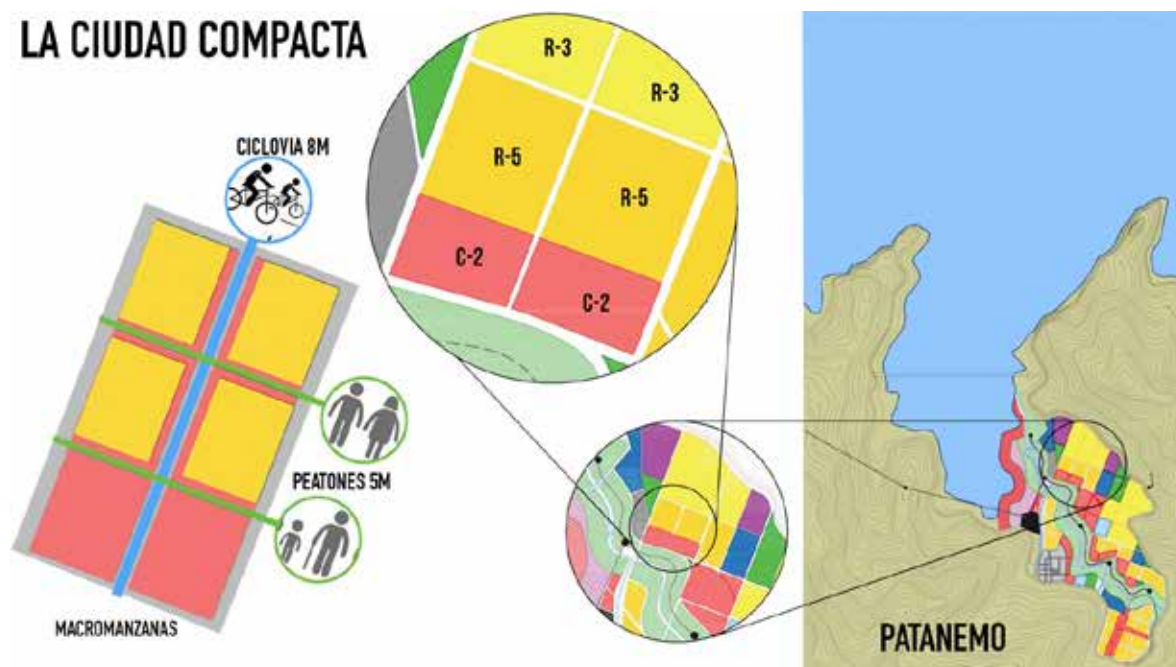 LA CIUDAD COMPACTA
CICLOVIA 8M
PEATONES 5M
MACROMANZANAS
R-3
R-3
R-5
R-5
C-2
C-2
PATANEMO